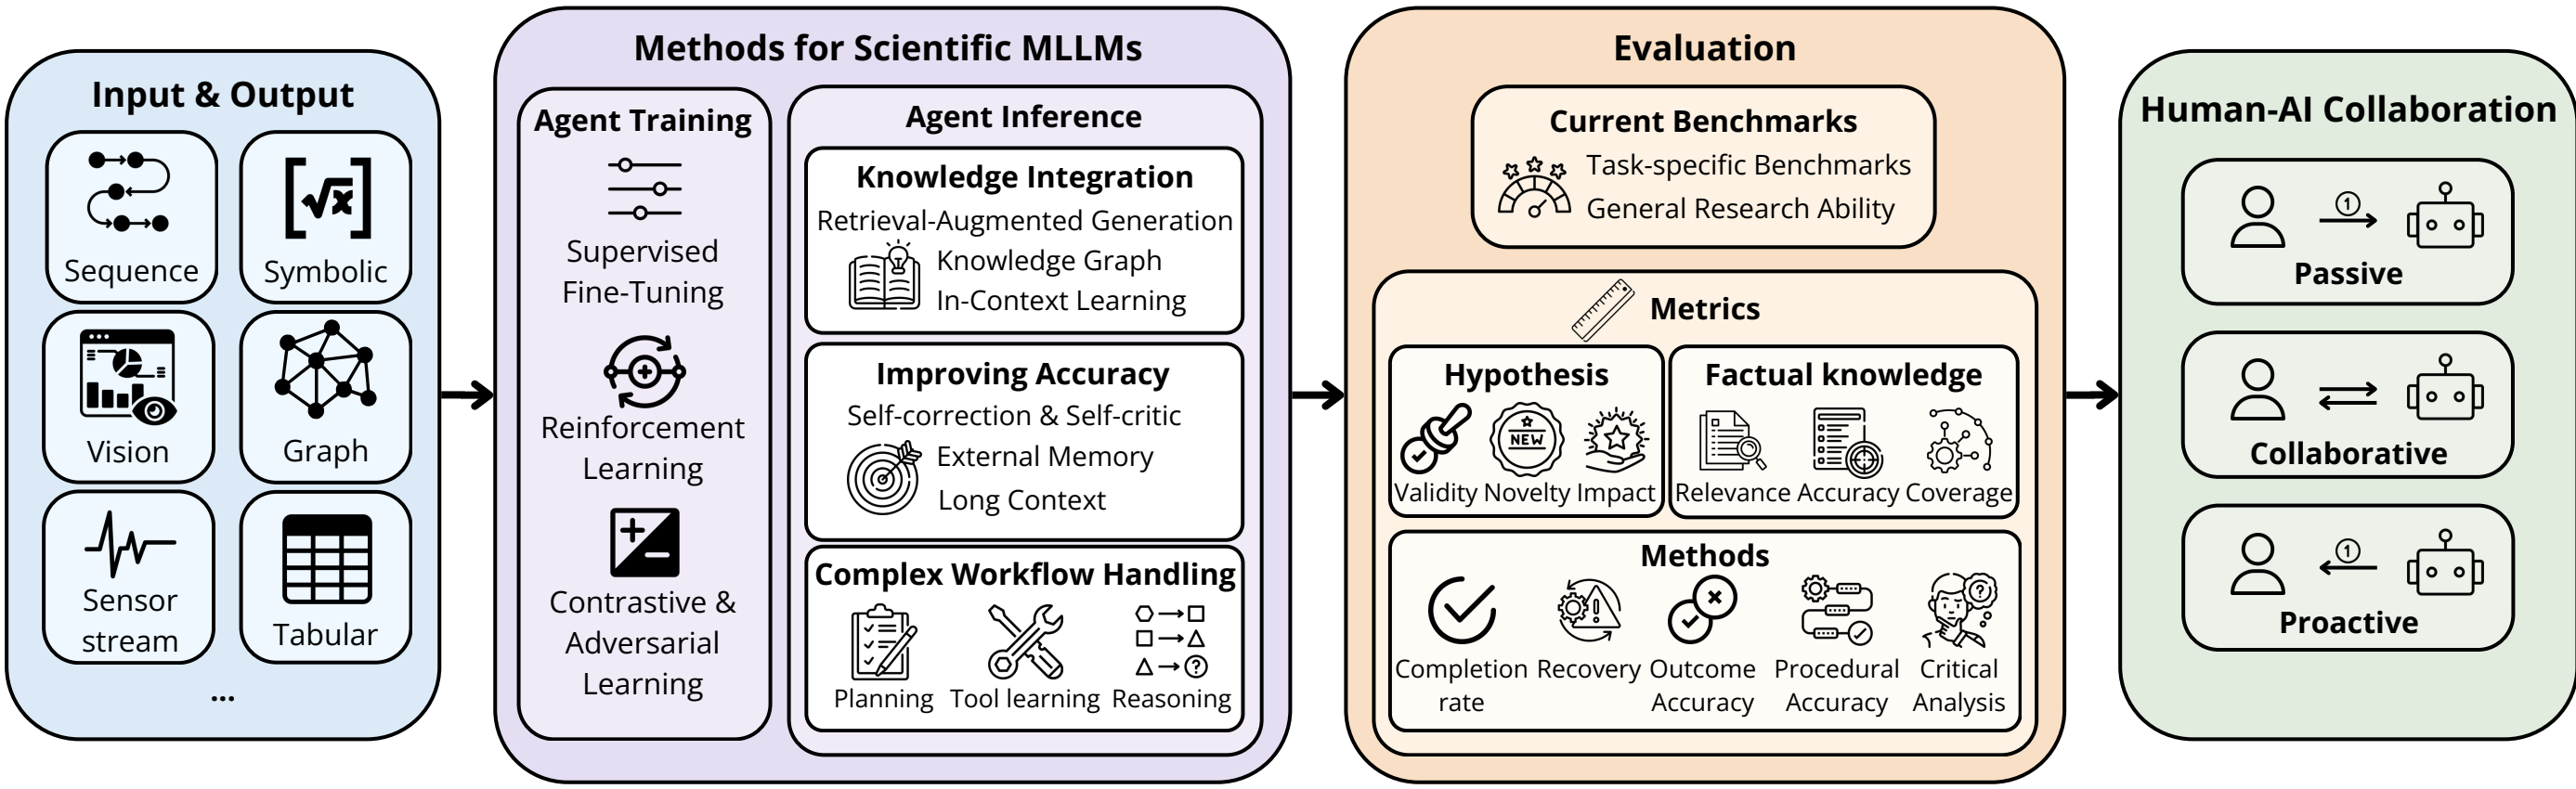 Input & Output
Sequence
Symbolic
Vision
Graph
Sensor
stream
Tabular
...
Methods for Scientific MLLMs
Agent Training
Supervised
Fine-Tuning
Reinforcement
Learning
Contrastive &
Adversarial
Learning
Agent Inference
Knowledge Integration
Retrieval-Augmented Generation
Knowledge Graph
In-Context Learning
Improving Accuracy
Self-correction & Self-critic
External Memory
Long Context
Complex Workflow Handling
Planning
Tool learning
Reasoning
Evaluation
Current Benchmarks
Task-specific Benchmarks
General Research Ability
Metrics
Hypothesis
NEW
Validity
Novelty
Impact
Factual knowledge
Relevance
Accuracy
Coverage
Methods
Completion
rate
Recovery
Outcome
Accuracy
Procedural
Accuracy
Critical
Analysis
Human-AI Collaboration
1
Passive
Collaborative
1
Proactive